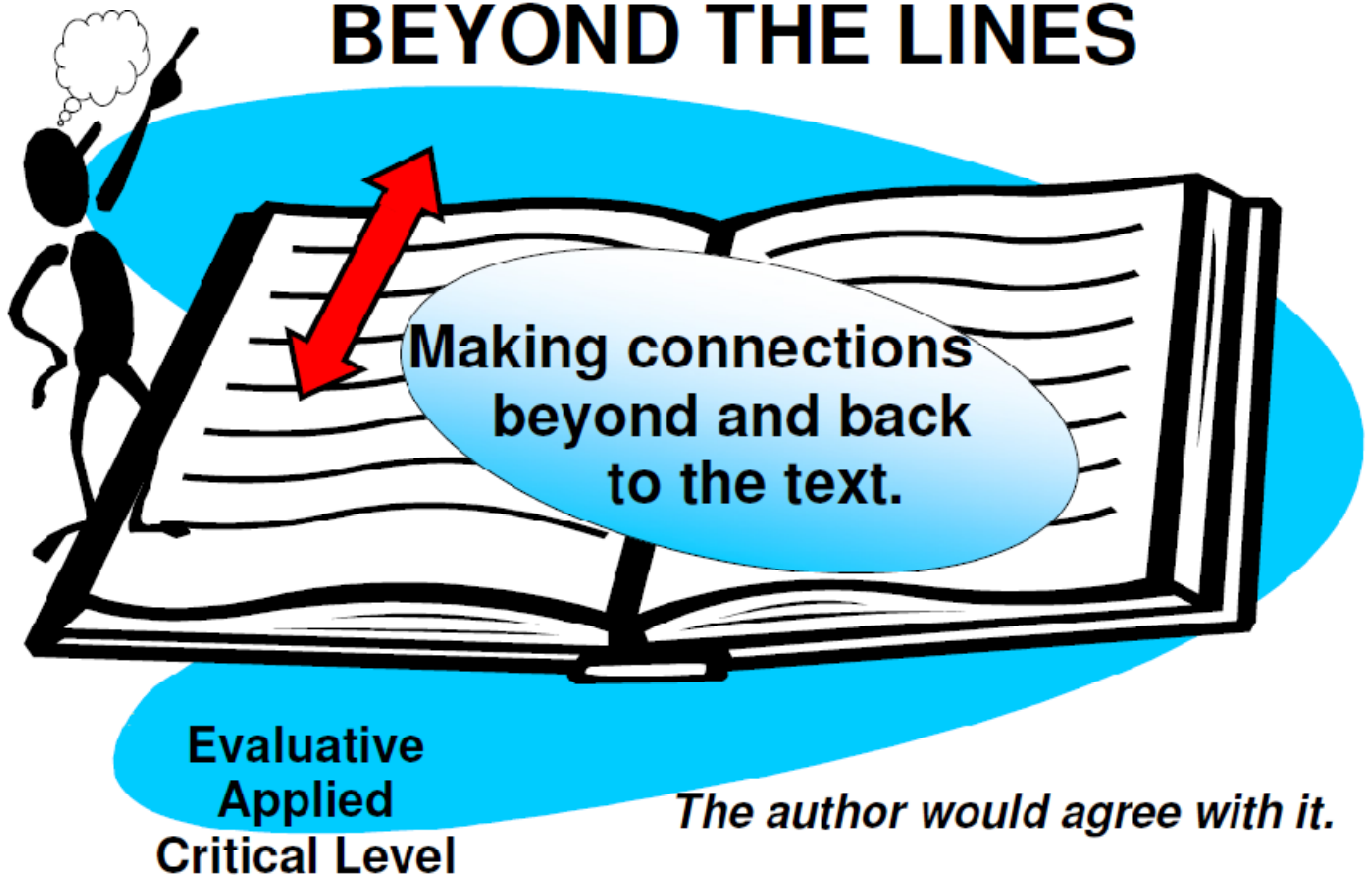 BEYOND THE LINES
Making connections
beyond and back
to the text.
Evaluative
Applied
Critical Level
The author would agree with it.